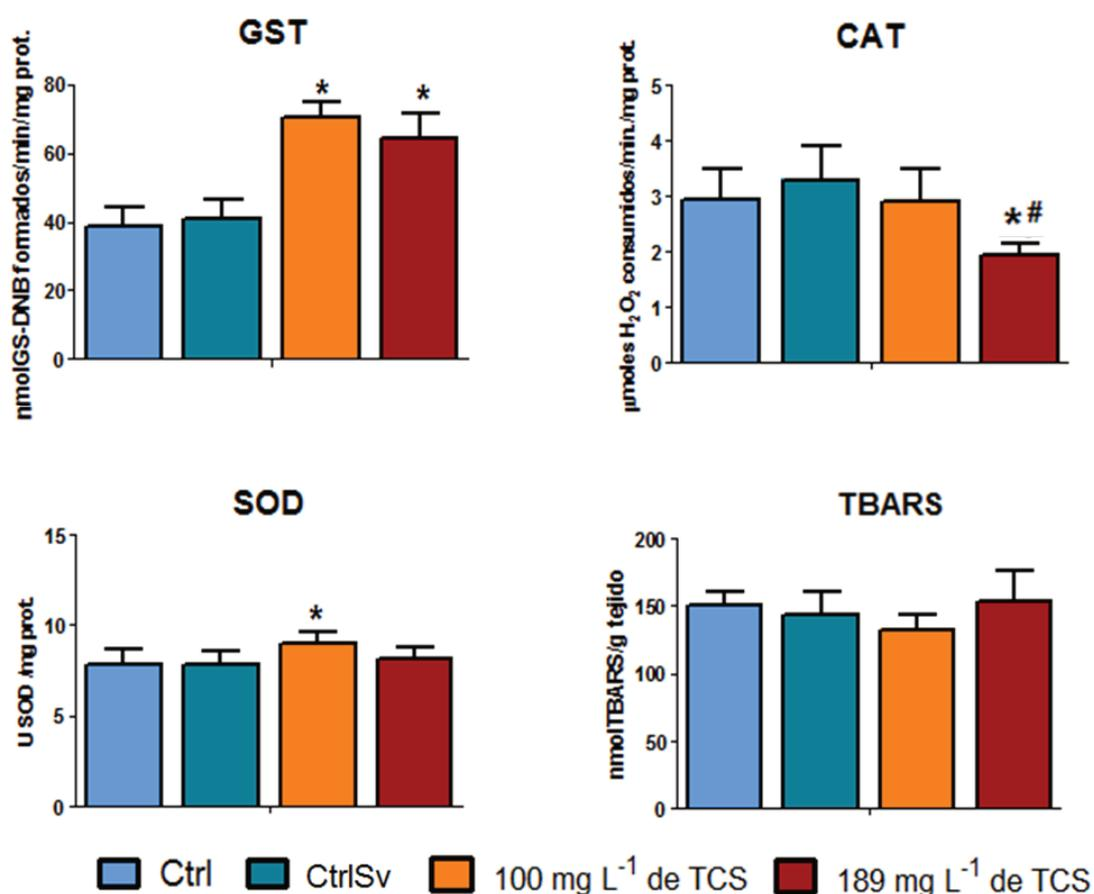 GST
nmolGS-DNB formados/min/mg prot.
80
60
40
20
0
*
*
CAT
µmoles H2O2 consumidos/min./mg prot.
5
4
3
2
1
0
*#
SOD
U SOD /mg prot.
15
10
5
0
*
TBARS
nmolTBARS/g tejido
200
150
100
50
0
Ctrl CtrlSv 100 mg L-1 de TCS 189 mg L-1 de TCS